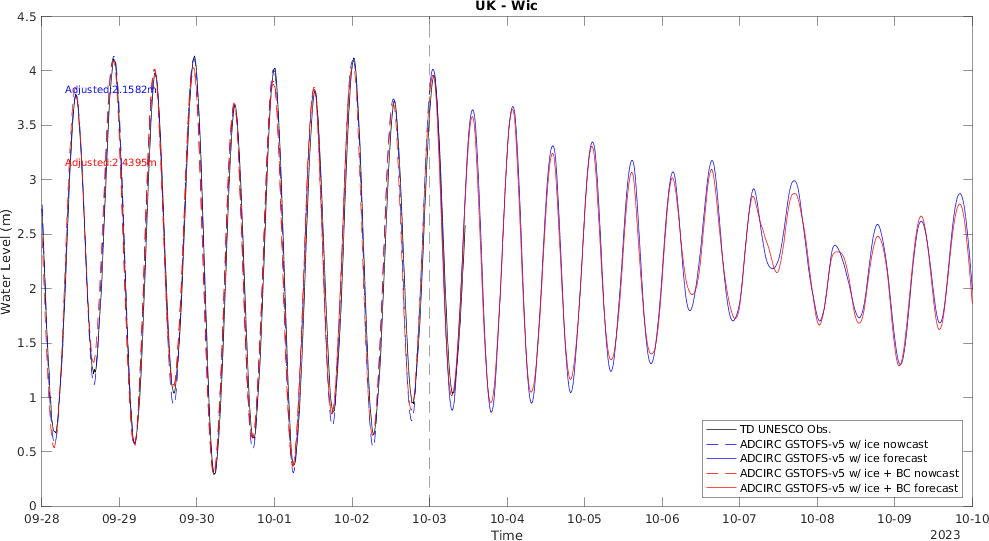 UK - Wic
4.5
4
3.5
3
2.5
2
1.5
1
0.5
0
Water Level (m)
Adjusted:2.1582m
Adjusted:2.4395m
TD UNESCO Obs.
ADCIRC GSTOFS-v5 w/ ice nowcast
ADCIRC GSTOFS-v5 w/ ice forecast
ADCIRC GSTOFS-v5 w/ ice + BC nowcast
ADCIRC GSTOFS-v5 w/ ice + BC forecast
09-28 09-29 09-30 10-01 10-02 10-03 10-04 10-05 10-06 10-07 10-08 10-09 10-10
Time
2023